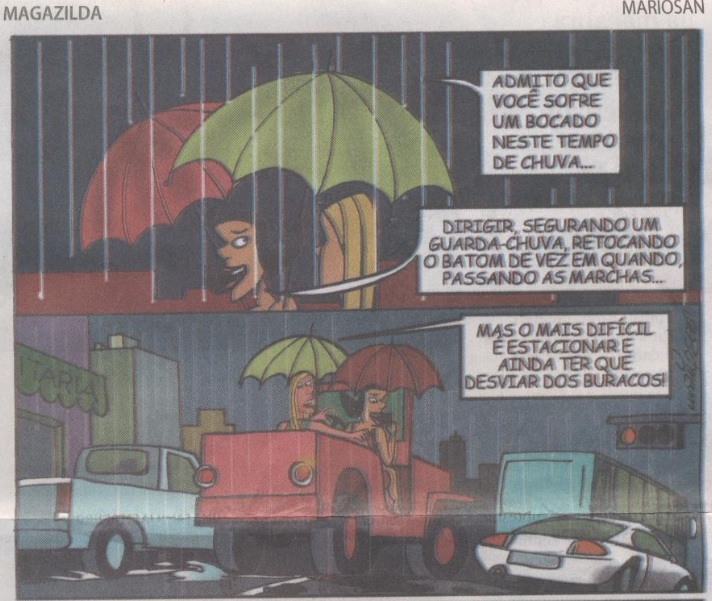 MAGAZILDA
MARIOSAN
ADMITO QUE
VOCÊ SOFRE
UM BOCADO
NESTE TEMPO
DE CHUVA...
DIRIGIR, SEGURANDO UM
GUARDA-CHUVA, RETOCANDO
O BATOM DE VEZ EM QUANDO,
PASSANDO AS MARCHAS...
MAS O MAIS DIFÍCIL
É ESTACIONAR E
AINDA TER QUE
DESVIAR DOS BURACOS!
TARIA